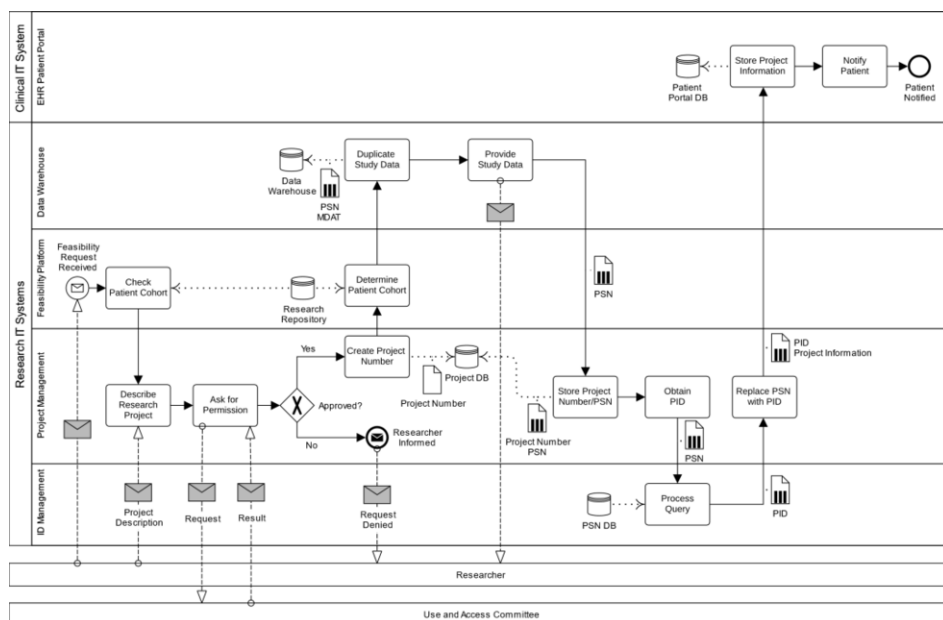 Clinical IT System
EHR Patient Portal
Patient
Portal DB
Store Project
Information
Notify
Patient
Patient
Notified
Research IT Systems
Data Warehouse
Data
Warehouse
Duplicate
Study Data
PSN
MDAT
Provide
Study Data
Feasibility Platform
Feasibility
Request
Received
Check
Patient Cohort
Research
Repository
Determine
Patient Cohort
PSN
Project Management
Describe
Research
Project
Ask for
Permission
Approved?
Yes
No
Create Project
Number
Project Number
Project DB
Researcher
Informed
Project Number
PSN
Store Project
Number/PSN
Obtain
PID
PSN
Replace PSN
with PID
PID
Project Information
ID Management
Project
Description
Request
Result
Request
Denied
PSN DB
Process
Query
PID
Researcher
Use and Access Committee